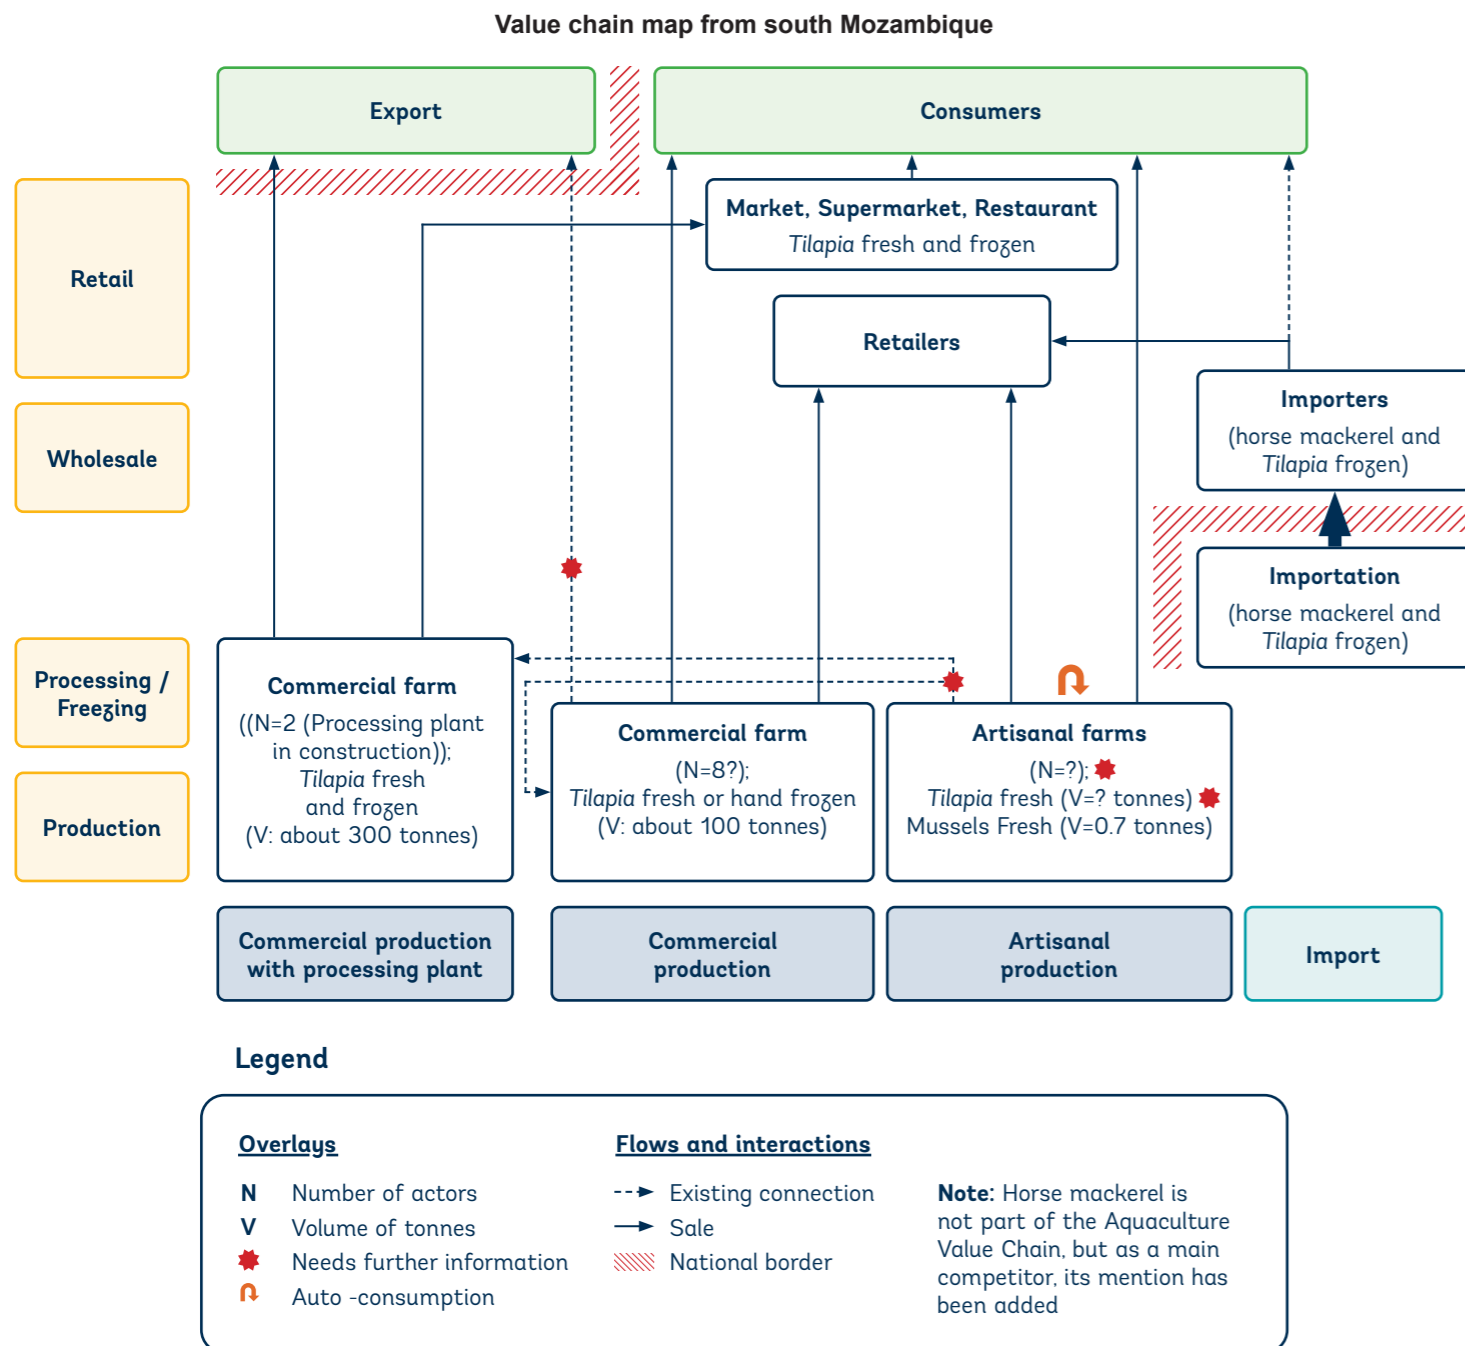 Value chain map from south Mozambique
Export
Consumers
Retail
Market, Supermarket, Restaurant
Tilapia fresh and frozen
Retailers
Wholesale
Importers
(horse mackerel and
Tilapia frozen)
Importation
(horse mackerel and
Tilapia frozen)
Processing /
Freezing
Production
Commercial farm
((N=2 (Processing plant
in construction));
Tilapia fresh
and frozen
(V: about 300 tonnes)
Commercial farm
(N=8?);
Tilapia fresh or hand frozen
(V: about 100 tonnes)
Artisanal farms
(N=?);
Tilapia fresh (V=? tonnes)
Mussels Fresh (V=0.7 tonnes)
Commercial production
with processing plant
Commercial
production
Artisanal
production
Import
Legend
Overlays
N Number of actors
V Volume of tonnes
Needs further information
Auto -consumption
Flows and interactions
Existing connection
Sale
National border
Note: Horse mackerel is
not part of the Aquaculture
Value Chain, but as a main
competitor, its mention has
been added